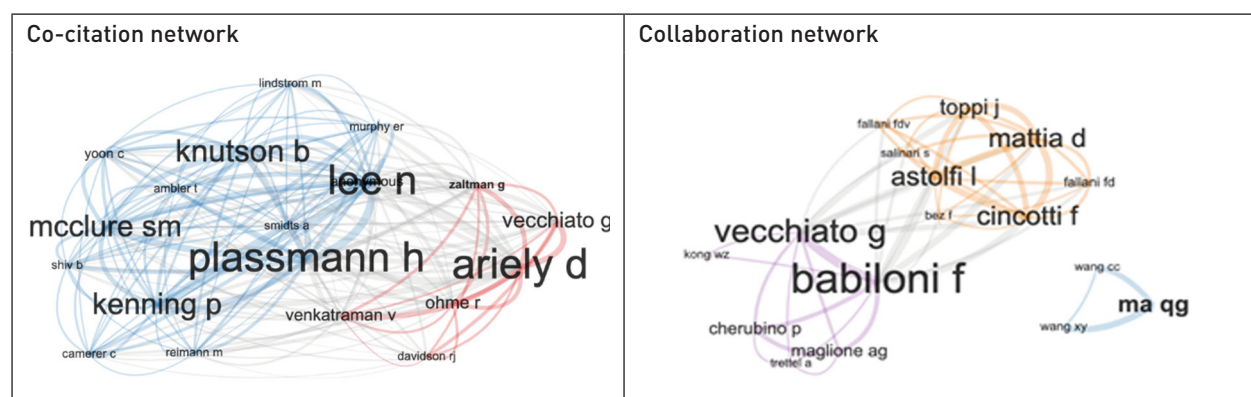 Co-citation network
lindstrom m
murphy er
yoon c
knutson b
ambler t
lee n
anonymous
zaltman g
mcclure sm
smidts a
vecchiato g
shiv b
plassmann h
ariely d
kenning p
ohme r
venkatraman v
camerer c
reimann m
davidson rj
Collaboration network
toppi j
fallani fdv
mattia d
salinari s
astolfi l
fallani fd
bez f
cincotti f
vecchiato g
kong wz
babiloni f
wang cc
ma qg
wang xy
cherubino p
maglione ag
trettel a